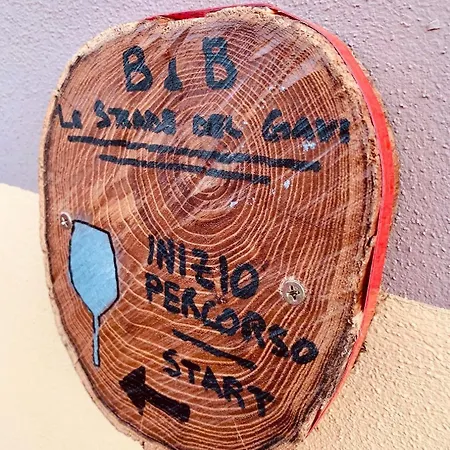 B&B
Le STRADE DEL GAVI
INIZIO
PERCORSO
START